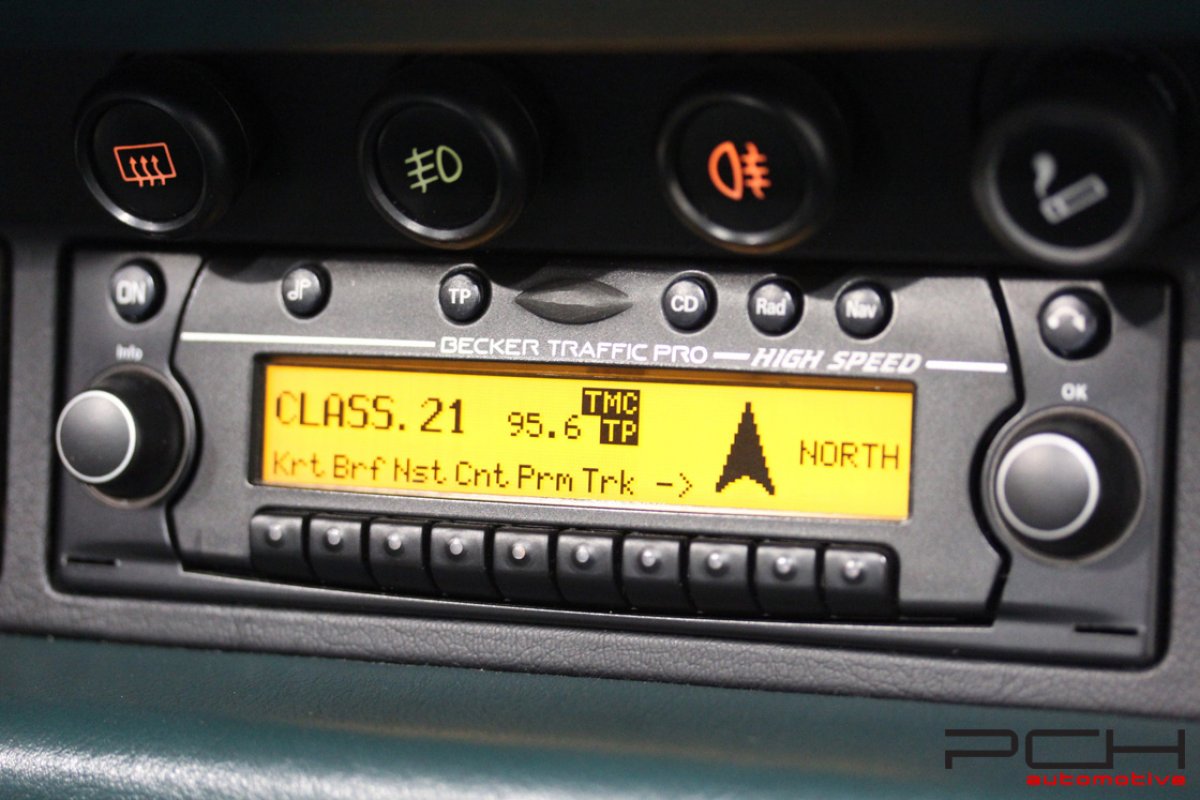 ON
TP
CD
Rad
Nav
Info
BECKER TRAFFIC PRO
HIGH SPEED
OK
CLASS. 21
95.6
TMC
TP
NORTH
Krt Brf Nst Cnt Prm Trk ->
PCH
automotive